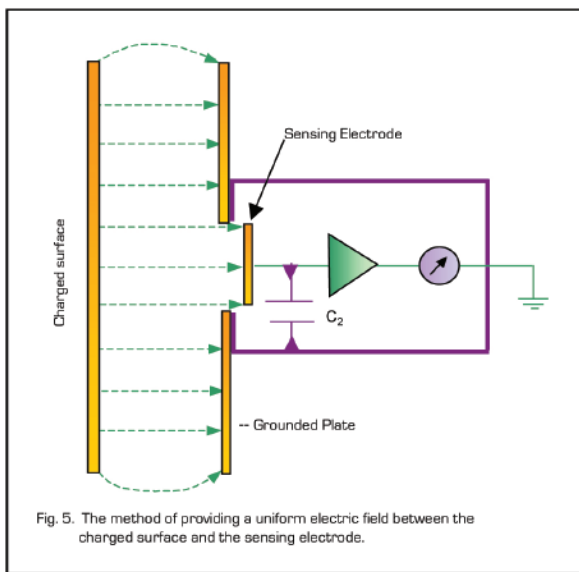 Sensing Electrode
Charged surface
C2
-- Grounded Plate
Fig. 5. The method of providing a uniform electric field between the
charged surface and the sensing electrode.